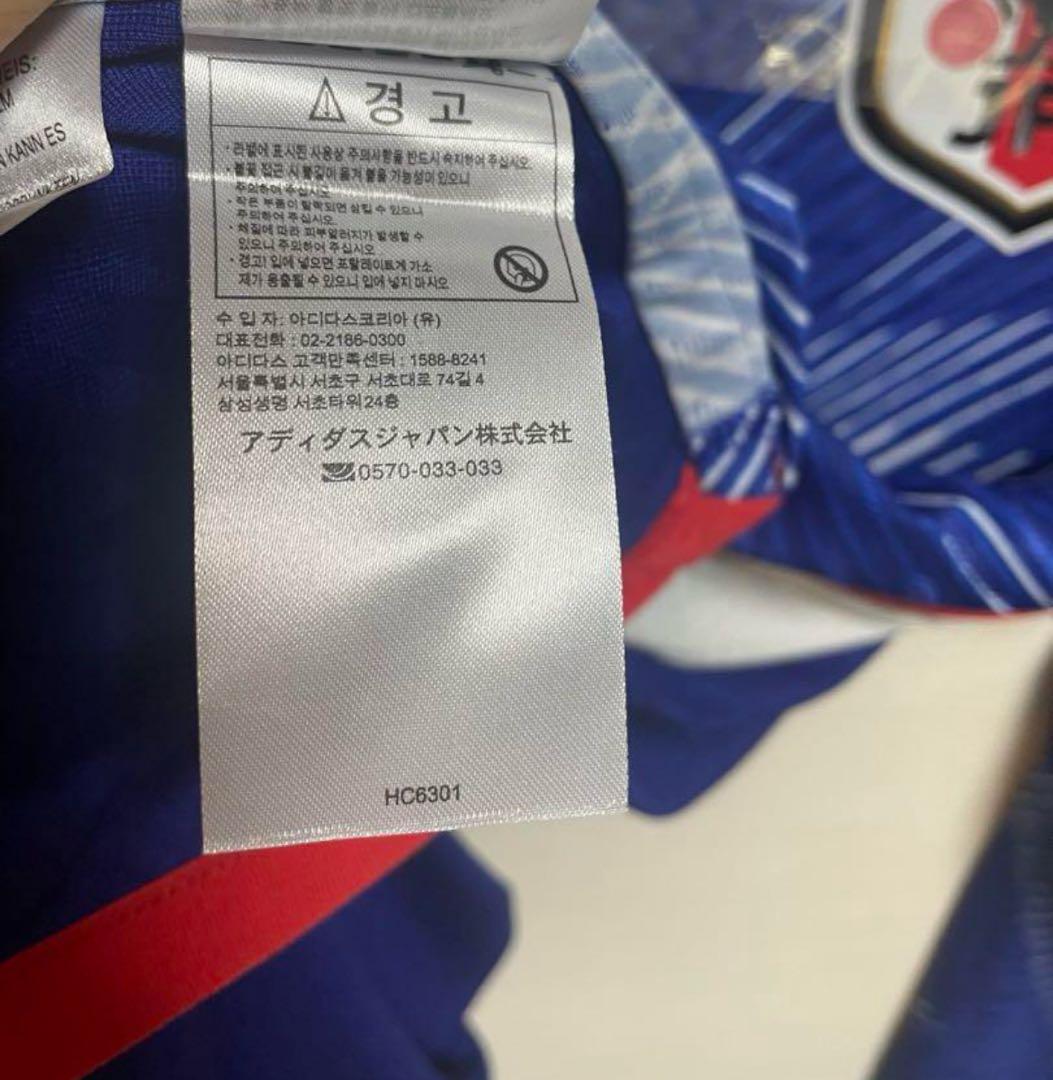 EIS:
M
A KANN ES
경 고
· 라벨에 표시된 사용상 주의사항을 반드시 숙지하여 주십시오.
· 불꽃 접근 시 불길이 옮겨 붙을 가능성이 있으니
주의하여 주십시오
· 작은 부품이 탈락되면 삼킬 수 있으니
주의하여 주십시오.
· 체질에 따라 피부알러지가 발생할 수
있으니 주의하여 주십시오
· 경고! 입에 넣으면 프탈레이트계 가소
제가 용출될 수 있으니 입에 넣지 마시오
수 입 자: 아디다스코리아 (유)
대표전화 : 02-2186-0300
아디다스 고객만족센터 : 1588-8241
서울특별시 서초구 서초대로 74길 4
삼성생명 서초타워 24층
アディダスジャパン株式会社
0570-033-033
HC6301